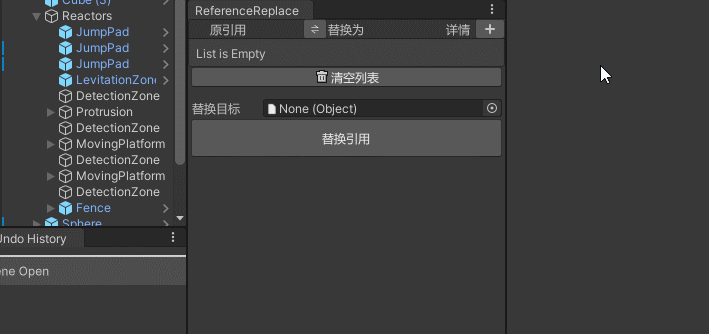 Cube (3)
Reactors
JumpPad
JumpPad
JumpPad
LevitationZone
DetectionZone
Protrusion
DetectionZone
MovingPlatform
DetectionZone
MovingPlatform
DetectionZone
Fence
Sphere
Undo History
ene Open
ReferenceReplace
原引用 替换为 详情
List is Empty
清空列表
替换目标 None (Object)
替换引用